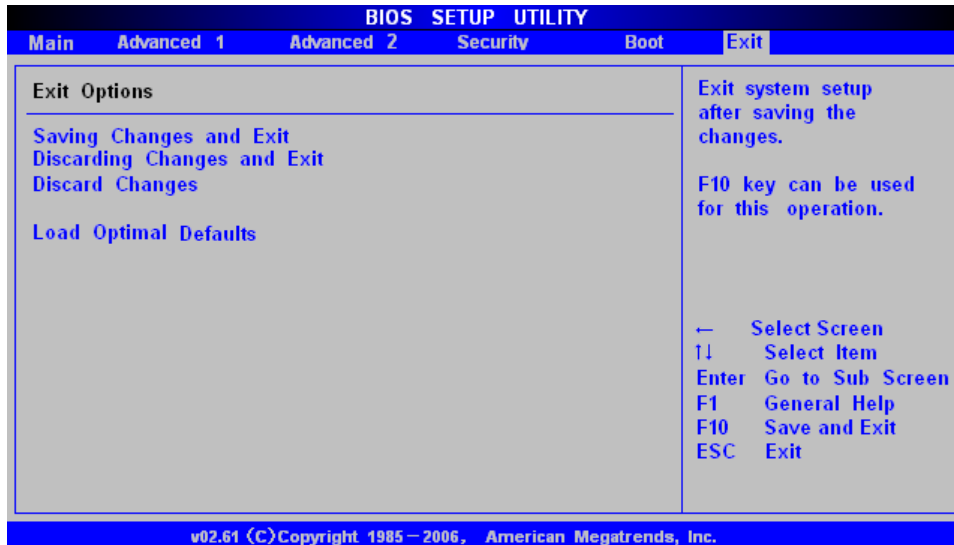 BIOS SETUP UTILITY
Main Advanced 1 Advanced 2 Security Boot Exit
Exit Options
Saving Changes and Exit
Discarding Changes and Exit
Discard Changes
Load Optimal Defaults
Exit system setup
after saving the
changes.
F10 key can be used
for this operation.
← Select Screen
↑↓ Select Item
Enter Go to Sub Screen
F1 General Help
F10 Save and Exit
ESC Exit
v02.61 (C)Copyright 1985-2006, American Megatrends, Inc.